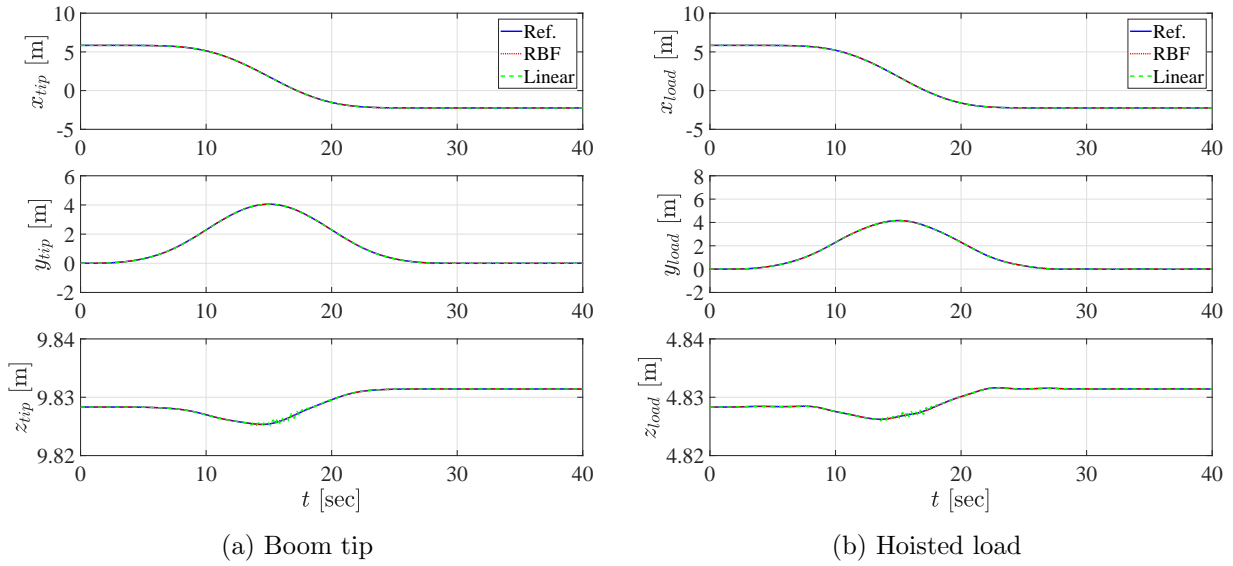 10
5
0
-5
x_tip [m]
0 10 20 30 40
Ref.
RBF
Linear
6
4
2
0
-2
y_tip [m]
0 10 20 30 40
9.84
9.83
9.82
z_tip [m]
0 10 20 30 40
t [sec]
(a) Boom tip
10
5
0
-5
x_load [m]
0 10 20 30 40
Ref.
RBF
Linear
8
6
4
2
0
-2
y_load [m]
0 10 20 30 40
4.84
4.83
4.82
z_load [m]
0 10 20 30 40
t [sec]
(b) Hoisted load